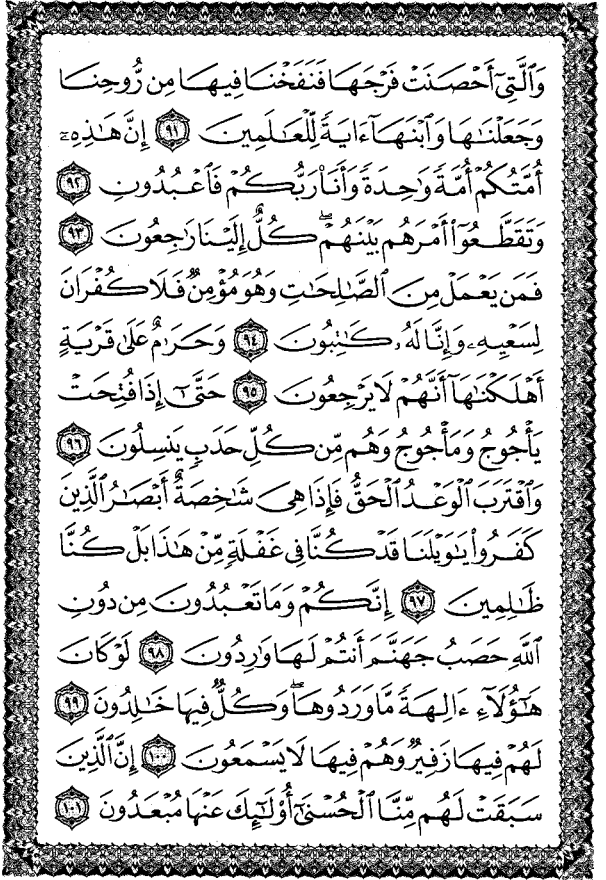 وَٱلَّتِىٓ أَحۡصَنَتۡ فَرۡجَهَا فَنَفَخۡنَا فِيهَا مِن رُّوحِنَا
وَجَعَلۡنَٰهَا وَٱبۡنَهَآ ءَايَةٗ لِّلۡعَٰلَمِينَ ٩١ إِنَّ هَٰذِهِۦٓ
أُمَّتُكُمۡ أُمَّةٗ وَٰحِدَةٗ وَأَنَا۠ رَبُّكُمۡ فَٱعۡبُدُونِ ٩٢
وَتَقَطَّعُوٓاْ أَمۡرَهُم بَيۡنَهُمۡۖ كُلٌّ إِلَيۡنَا رَٰجِعُونَ ٩٣
فَمَن يَعۡمَلۡ مِنَ ٱلصَّٰلِحَٰتِ وَهُوَ مُؤۡمِنٞ فَلَا كُفۡرَانَ
لِسَعۡيِهِۦ وَإِنَّا لَهُۥ كَٰتِبُونَ ٩٤ وَحَرَٰمٌ عَلَىٰ قَرۡيَةٍ
أَهۡلَكۡنَٰهَآ أَنَّهُمۡ لَا يَرۡجِعُونَ ٩٥ حَتَّىٰٓ إِذَا فُتِحَتۡ
يَأۡجُوجُ وَمَأۡجُوجُ وَهُم مِّن كُلِّ حَدَبٖ يَنسِلُونَ ٩٦
وَٱقۡتَرَبَ ٱلۡوَعۡدُ ٱلۡحَقُّ فَإِذَا هِىَ شَٰخِصَةٌ أَبۡصَٰرُ ٱلَّذِينَ
كَفَرُواْ يَٰوَيۡلَنَا قَدۡ كُنَّا فِى غَفۡلَةٖ مِّنۡ هَٰذَا بَلۡ كُنَّا
ظَٰلِمِينَ ٩٧ إِنَّكُمۡ وَمَا تَعۡبُدُونَ مِن دُونِ
ٱللَّهِ حَصَبُ جَهَنَّمَ أَنتُمۡ لَهَا وَٰرِدُونَ ٩٨ لَوۡ كَانَ
هَٰٓؤُلَآءِ ءَالِهَةٗ مَّا وَرَدُوهَاۖ وَكُلٌّ فِيهَا خَٰلِدُونَ ٩٩
لَهُمۡ فِيهَا زَفِيرٞ وَهُمۡ فِيهَا لَا يَسۡمَعُونَ ١٠٠ إِنَّ ٱلَّذِينَ
سَبَقَتۡ لَهُم مِّنَّا ٱلۡحُسۡنَىٰٓ أُوْلَٰٓئِكَ عَنۡهَا مُبۡعَدُونَ ١٠١